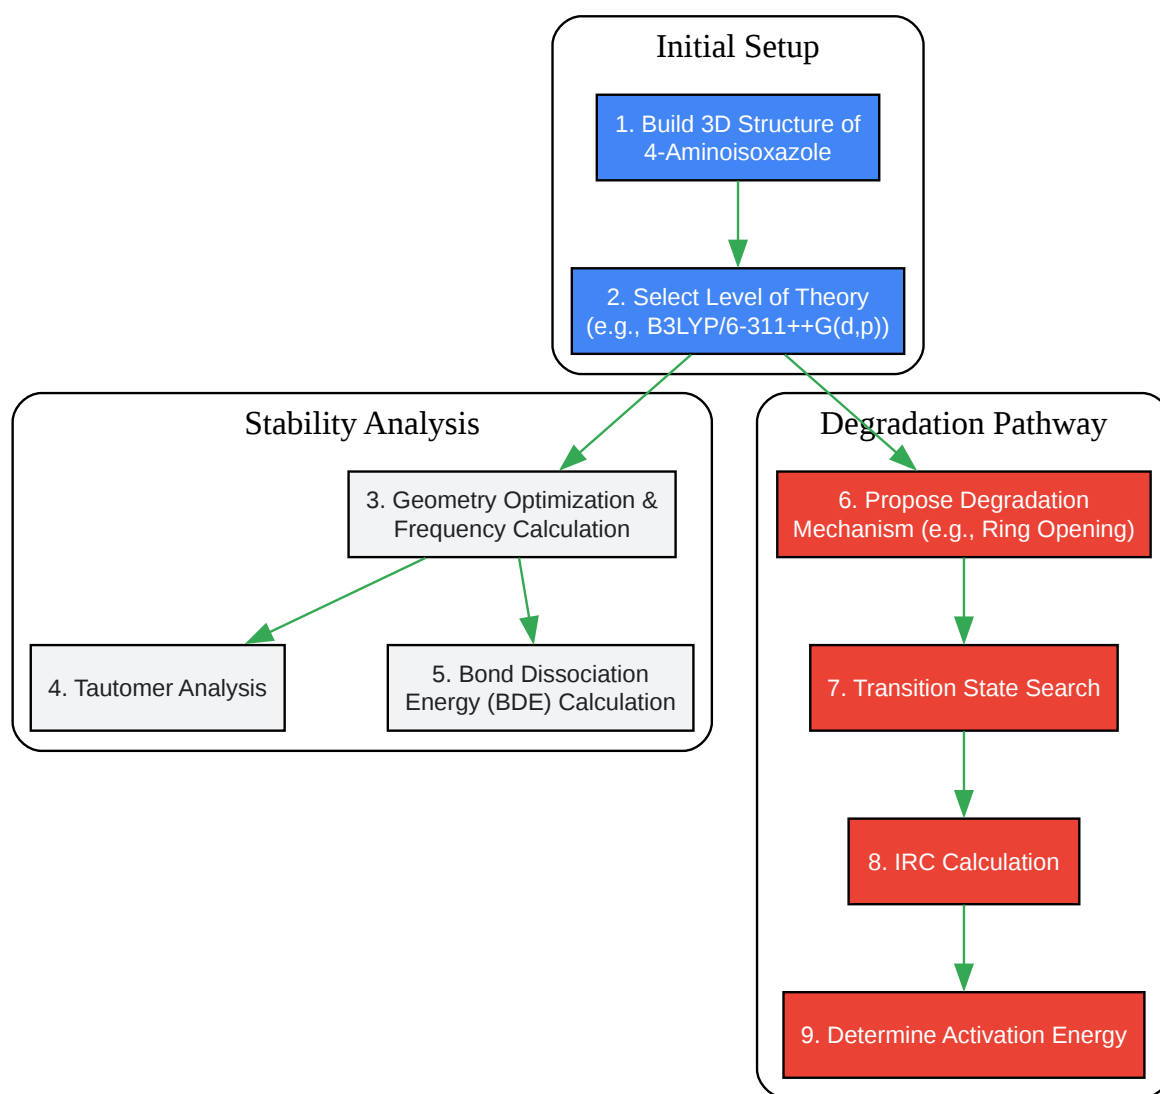 Initial Setup
1. Build 3D Structure of
4-Aminoisoxazole
2. Select Level of Theory
(e.g., B3LYP/6-311++G(d,p))
Stability Analysis
3. Geometry Optimization &
Frequency Calculation
4. Tautomer Analysis
5. Bond Dissociation
Energy (BDE) Calculation
Degradation Pathway
6. Propose Degradation
Mechanism (e.g., Ring Opening)
7. Transition State Search
8. IRC Calculation
9. Determine Activation Energy